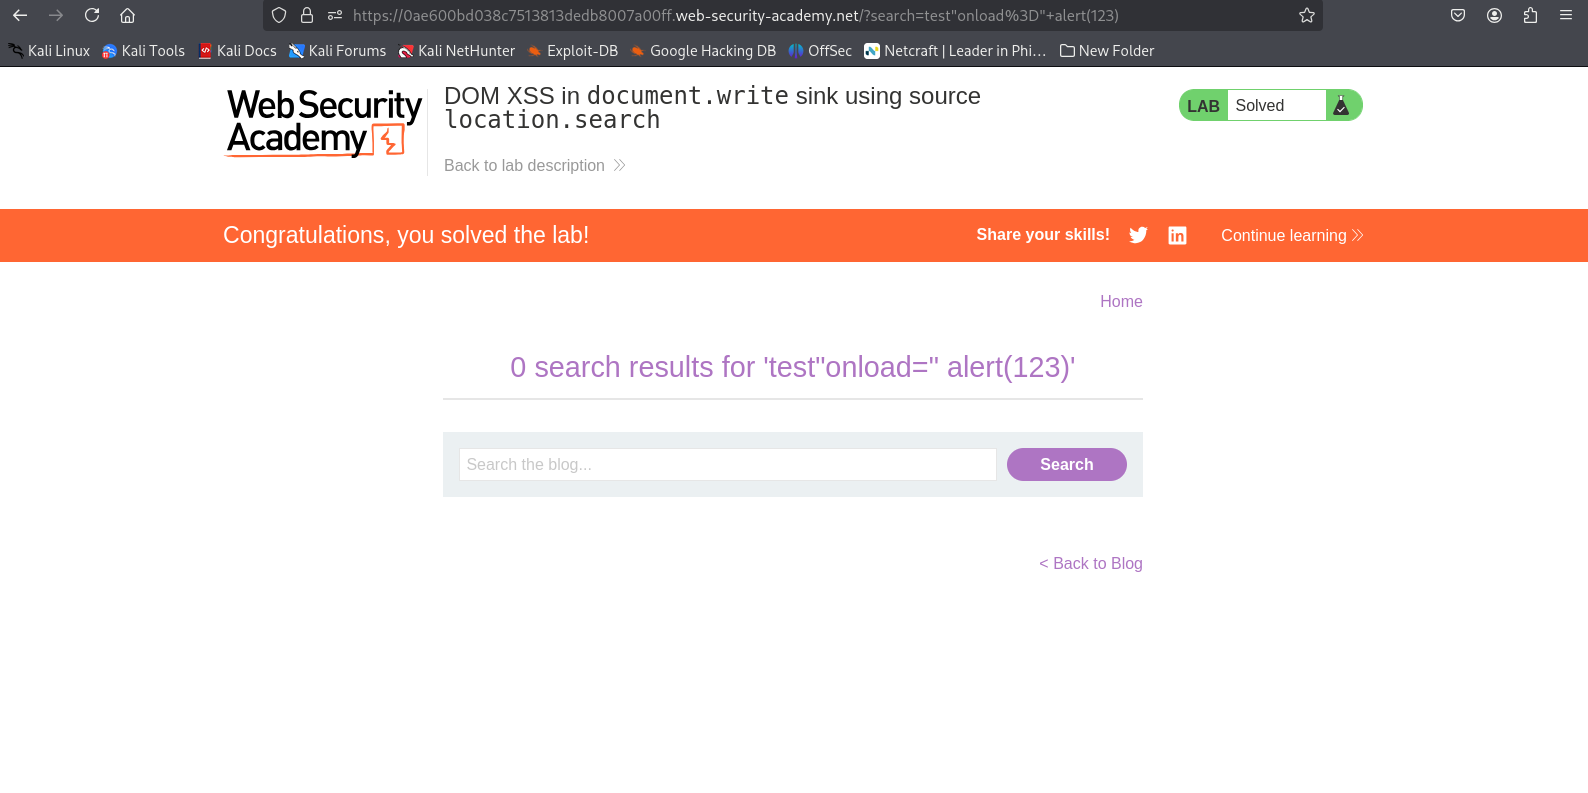 https://0ae600bd038c7513813dedb8007a00ff.web-security-academy.net/?search=test"onload%3D"+alert(123)
Kali Linux Kali Tools Kali Docs Kali Forums Kali NetHunter Exploit-DB Google Hacking DB OffSec Netcraft | Leader in Phi... New Folder
Web Security
Academy
DOM XSS in document.write sink using source
location.search
Back to lab description
LAB Solved
Congratulations, you solved the lab!
Share your skills!
Continue learning
Home
0 search results for 'test"onload=" alert(123)'
Search the blog...
Search
< Back to Blog